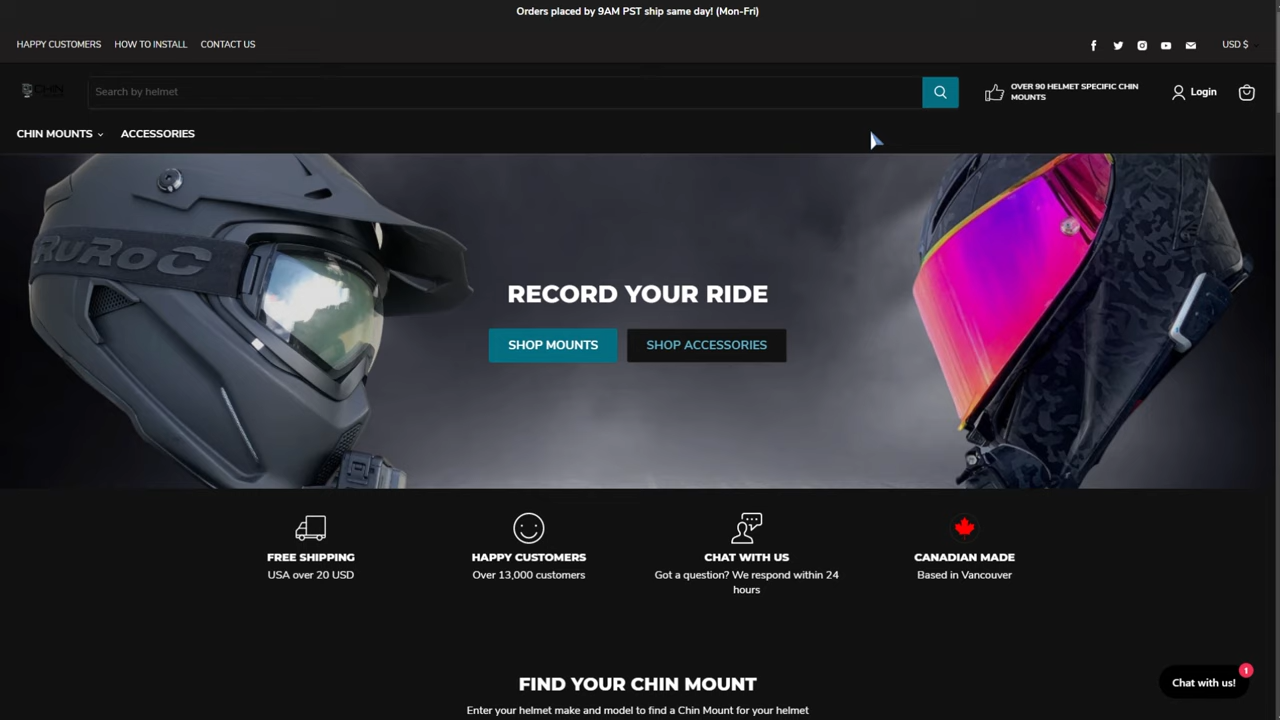 Orders placed by 9AM PST ship same day! (Mon-Fri)
HAPPY CUSTOMERS HOW TO INSTALL CONTACT US
USD $
CHIN
Search by helmet
OVER 90 HELMET SPECIFIC CHIN
MOUNTS
Login
CHIN MOUNTS ACCESSORIES
RUROC
RECORD YOUR RIDE
SHOP MOUNTS SHOP ACCESSORIES
FREE SHIPPING
USA over 20 USD
HAPPY CUSTOMERS
Over 13,000 customers
CHAT WITH US
Got a question? We respond within 24
hours
CANADIAN MADE
Based in Vancouver
FIND YOUR CHIN MOUNT
Enter your helmet make and model to find a Chin Mount for your helmet
1
Chat with us!